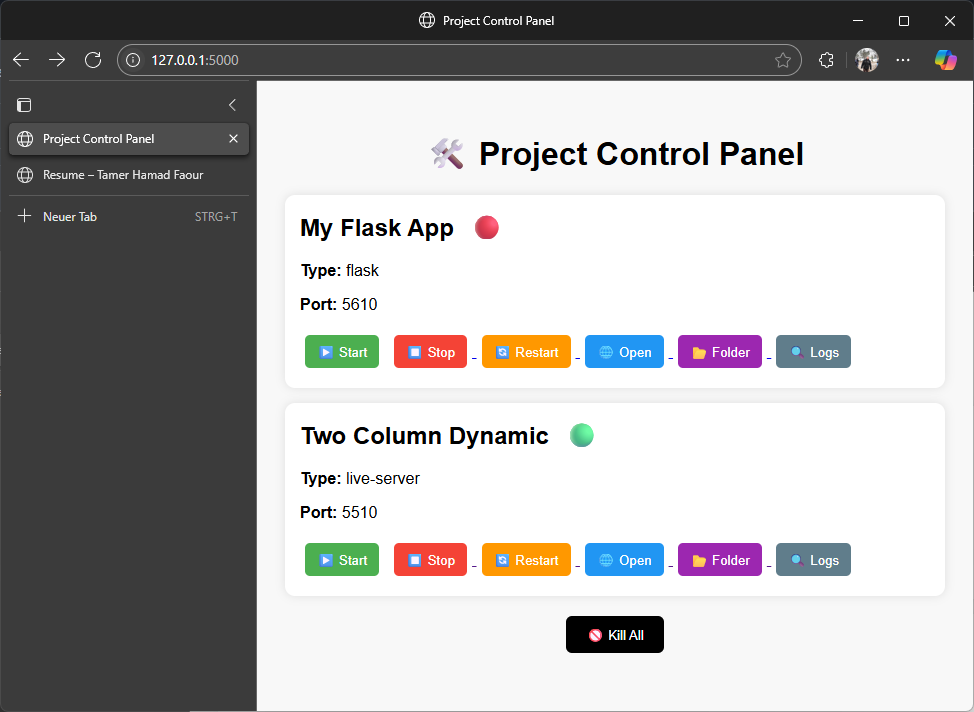 Project Control Panel
127.0.0.1:5000
Project Control Panel
Resume – Tamer Hamad Faour
Neuer Tab STRG+T
Project Control Panel
My Flask App
Type: flask
Port: 5610
Start Stop Restart Open Folder Logs
Two Column Dynamic
Type: live-server
Port: 5510
Start Stop Restart Open Folder Logs
Kill All